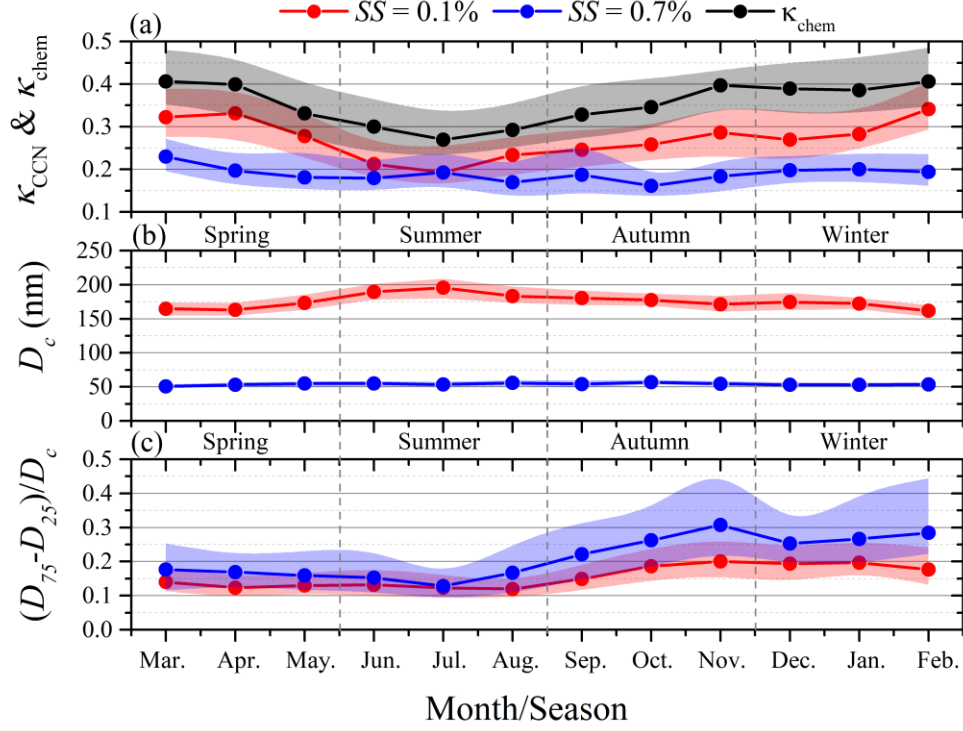 SS = 0.1% SS = 0.7% κchem
(a)
κCCN & κchem
0.5
0.4
0.3
0.2
0.1
(b) Spring Summer Autumn Winter
Dc (nm)
250
200
150
100
50
0
(c) Spring Summer Autumn Winter
(D75-D25)/Dc
0.5
0.4
0.3
0.2
0.1
0.0
Mar. Apr. May. Jun. Jul. Aug. Sep. Oct. Nov. Dec. Jan. Feb.
Month/Season